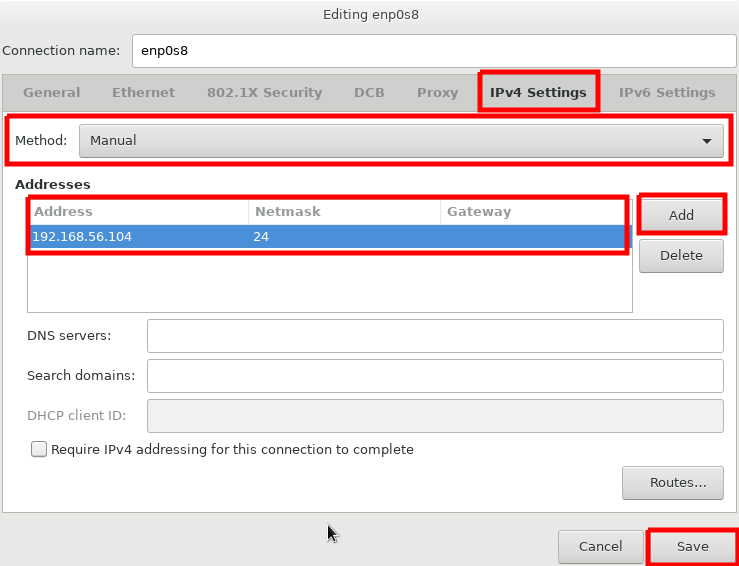 Editing enp0s8
Connection name: enp0s8
General Ethernet 802.1X Security DCB Proxy IPv4 Settings IPv6 Settings
Method: Manual
Addresses
Address Netmask Gateway
Add
192.168.56.104 24
Delete
DNS servers:
Search domains:
DHCP client ID:
Require IPv4 addressing for this connection to complete
Routes...
Cancel Save